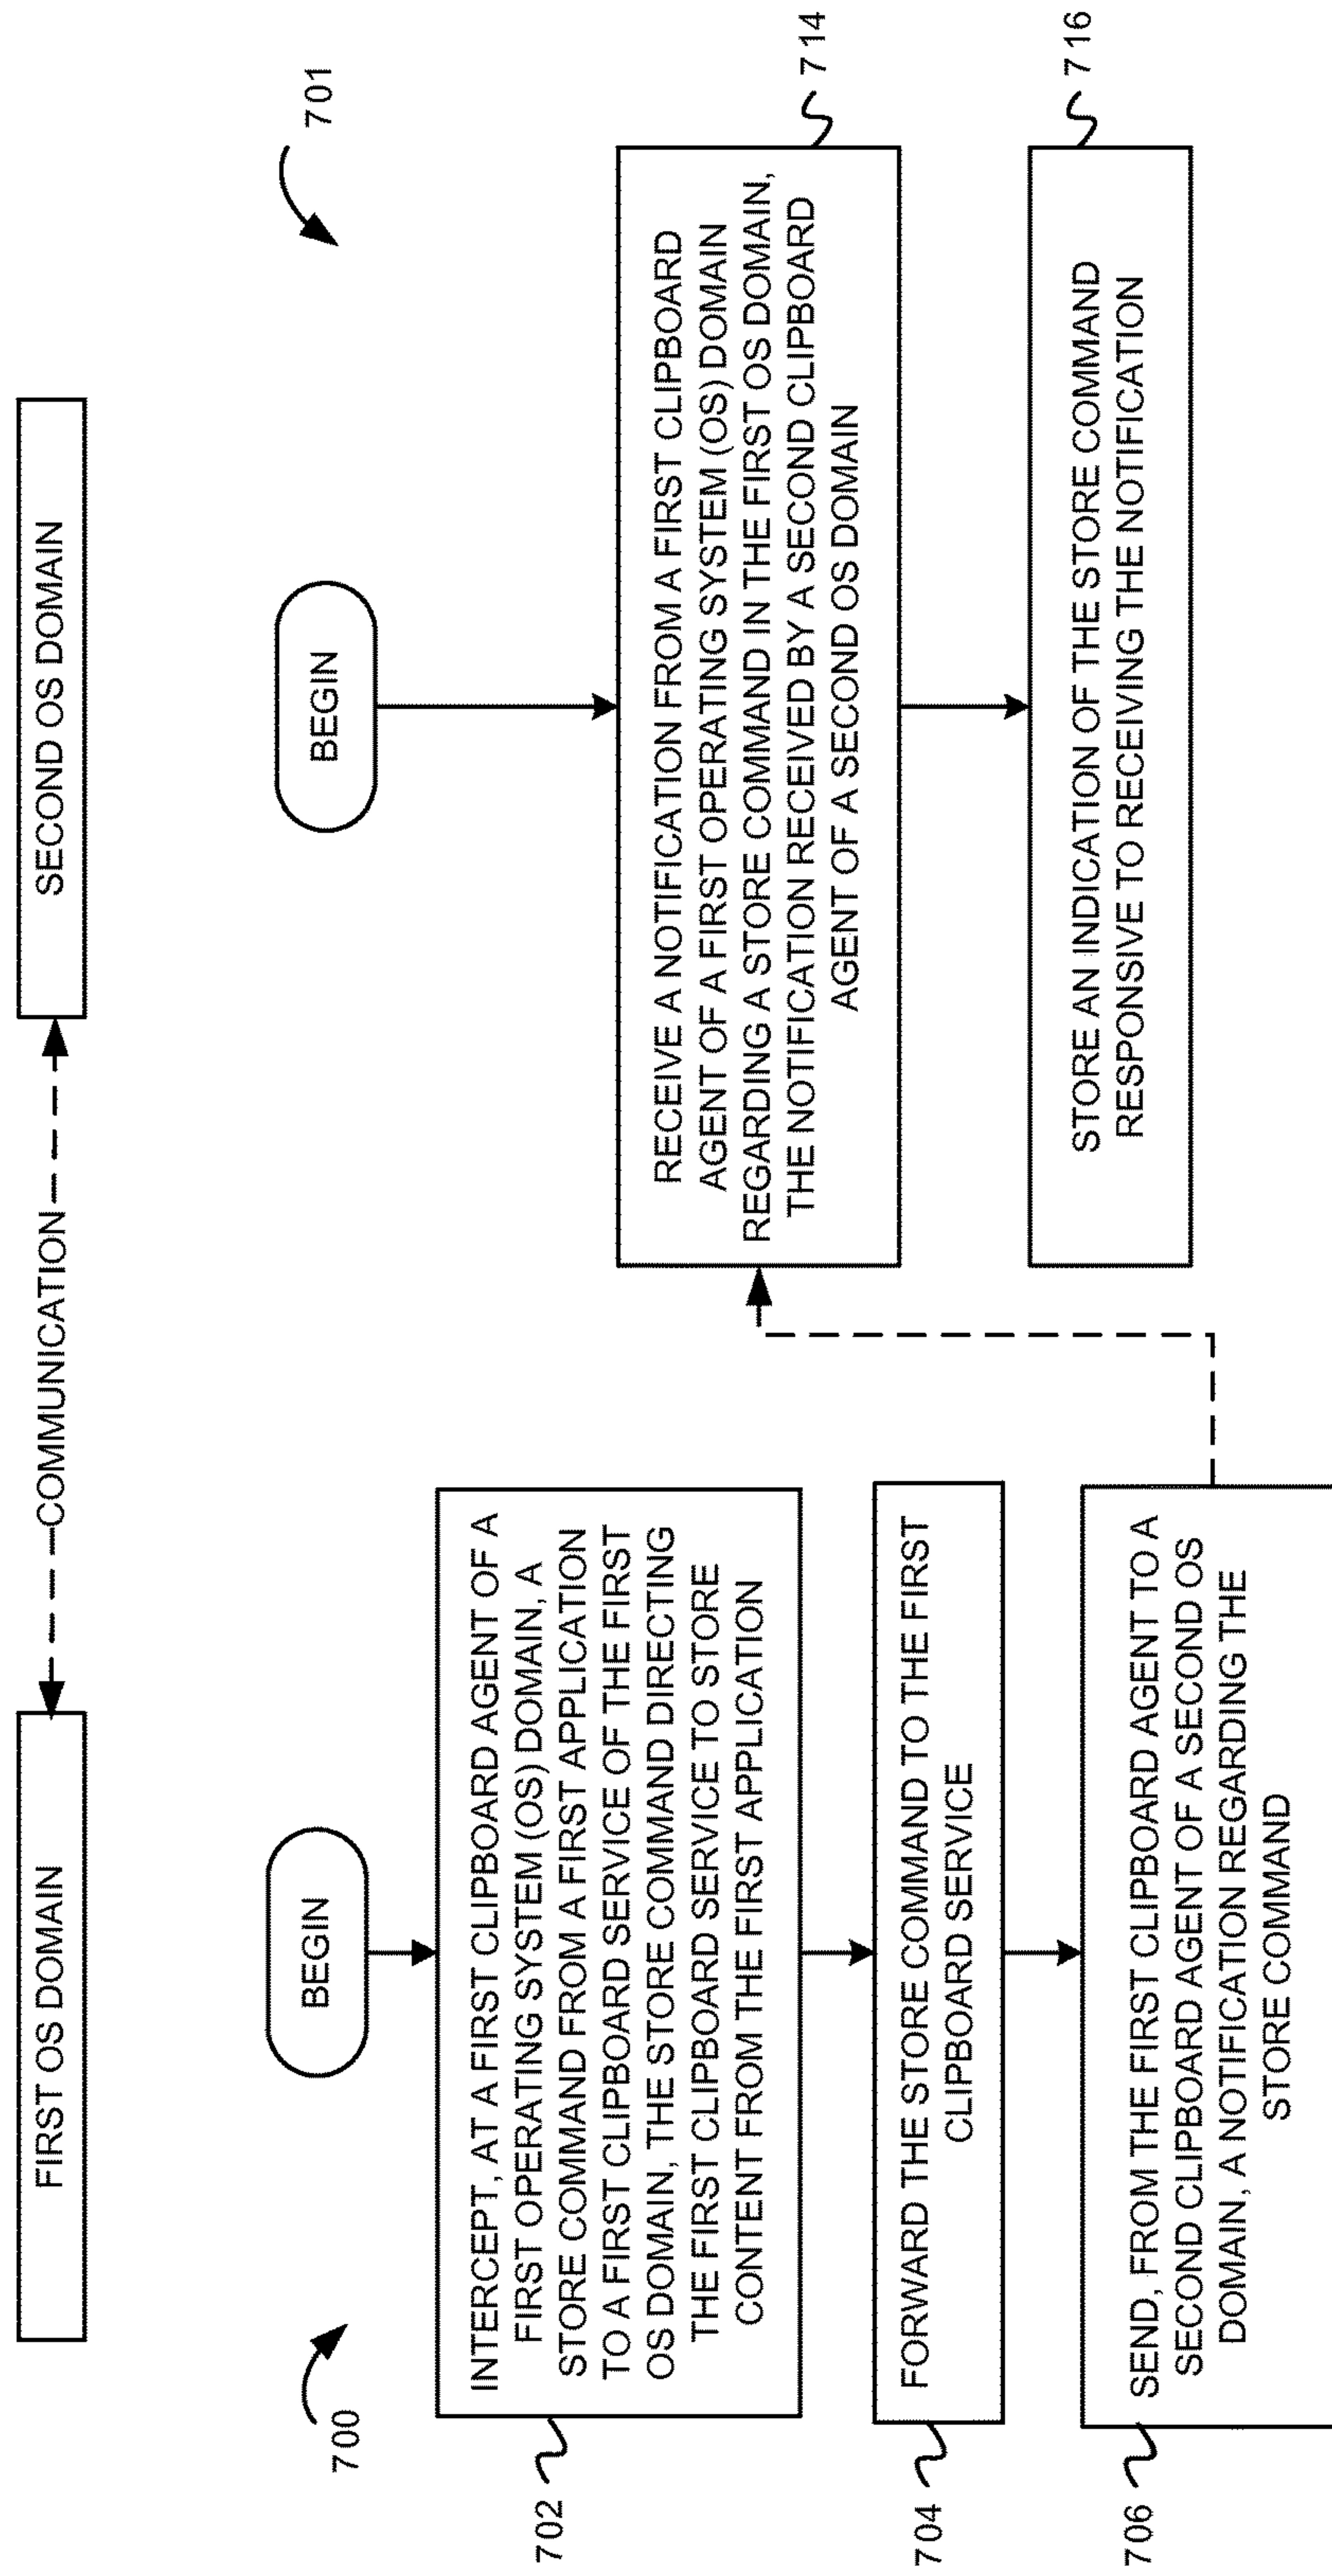 FIRST OS DOMAIN
COMMUNICATION
SECOND OS DOMAIN
700
BEGIN
702
INTERCEPT, AT A FIRST CLIPBOARD AGENT OF A
FIRST OPERATING SYSTEM (OS) DOMAIN, A
STORE COMMAND FROM A FIRST APPLICATION
TO A FIRST CLIPBOARD SERVICE OF THE FIRST
OS DOMAIN, THE STORE COMMAND DIRECTING
THE FIRST CLIPBOARD SERVICE TO STORE
CONTENT FROM THE FIRST APPLICATION
704
FORWARD THE STORE COMMAND TO THE FIRST
CLIPBOARD SERVICE
706
SEND, FROM THE FIRST CLIPBOARD AGENT TO A
SECOND CLIPBOARD AGENT OF A SECOND OS
DOMAIN, A NOTIFICATION REGARDING THE
STORE COMMAND
701
BEGIN
RECEIVE A NOTIFICATION FROM A FIRST CLIPBOARD
AGENT OF A FIRST OPERATING SYSTEM (OS) DOMAIN
REGARDING A STORE COMMAND IN THE FIRST OS DOMAIN,
THE NOTIFICATION RECEIVED BY A SECOND CLIPBOARD
AGENT OF A SECOND OS DOMAIN
714
STORE AN INDICATION OF THE STORE COMMAND
RESPONSIVE TO RECEIVING THE NOTIFICATION
716